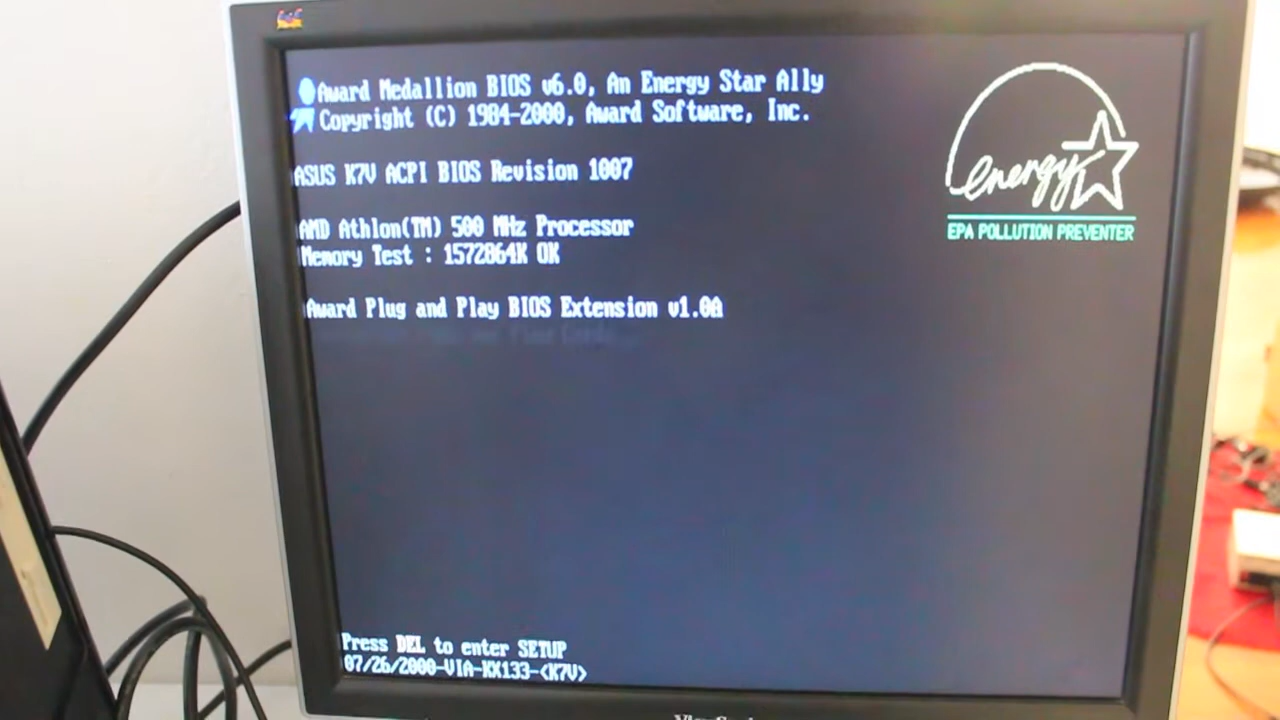 Award Medallion BIOS v6.0, An Energy Star Ally
Copyright (C) 1984-2000, Award Software, Inc.
energy
EPA POLLUTION PREVENTER
ASUS K7V ACPI BIOS Revision 1007
AMD Athlon(TM) 500 MHz Processor
Memory Test : 1572864K OK
Award Plug and Play BIOS Extension v1.0A
Press DEL to enter SETUP
07/26/2000-VIA-KX133-<K7V>